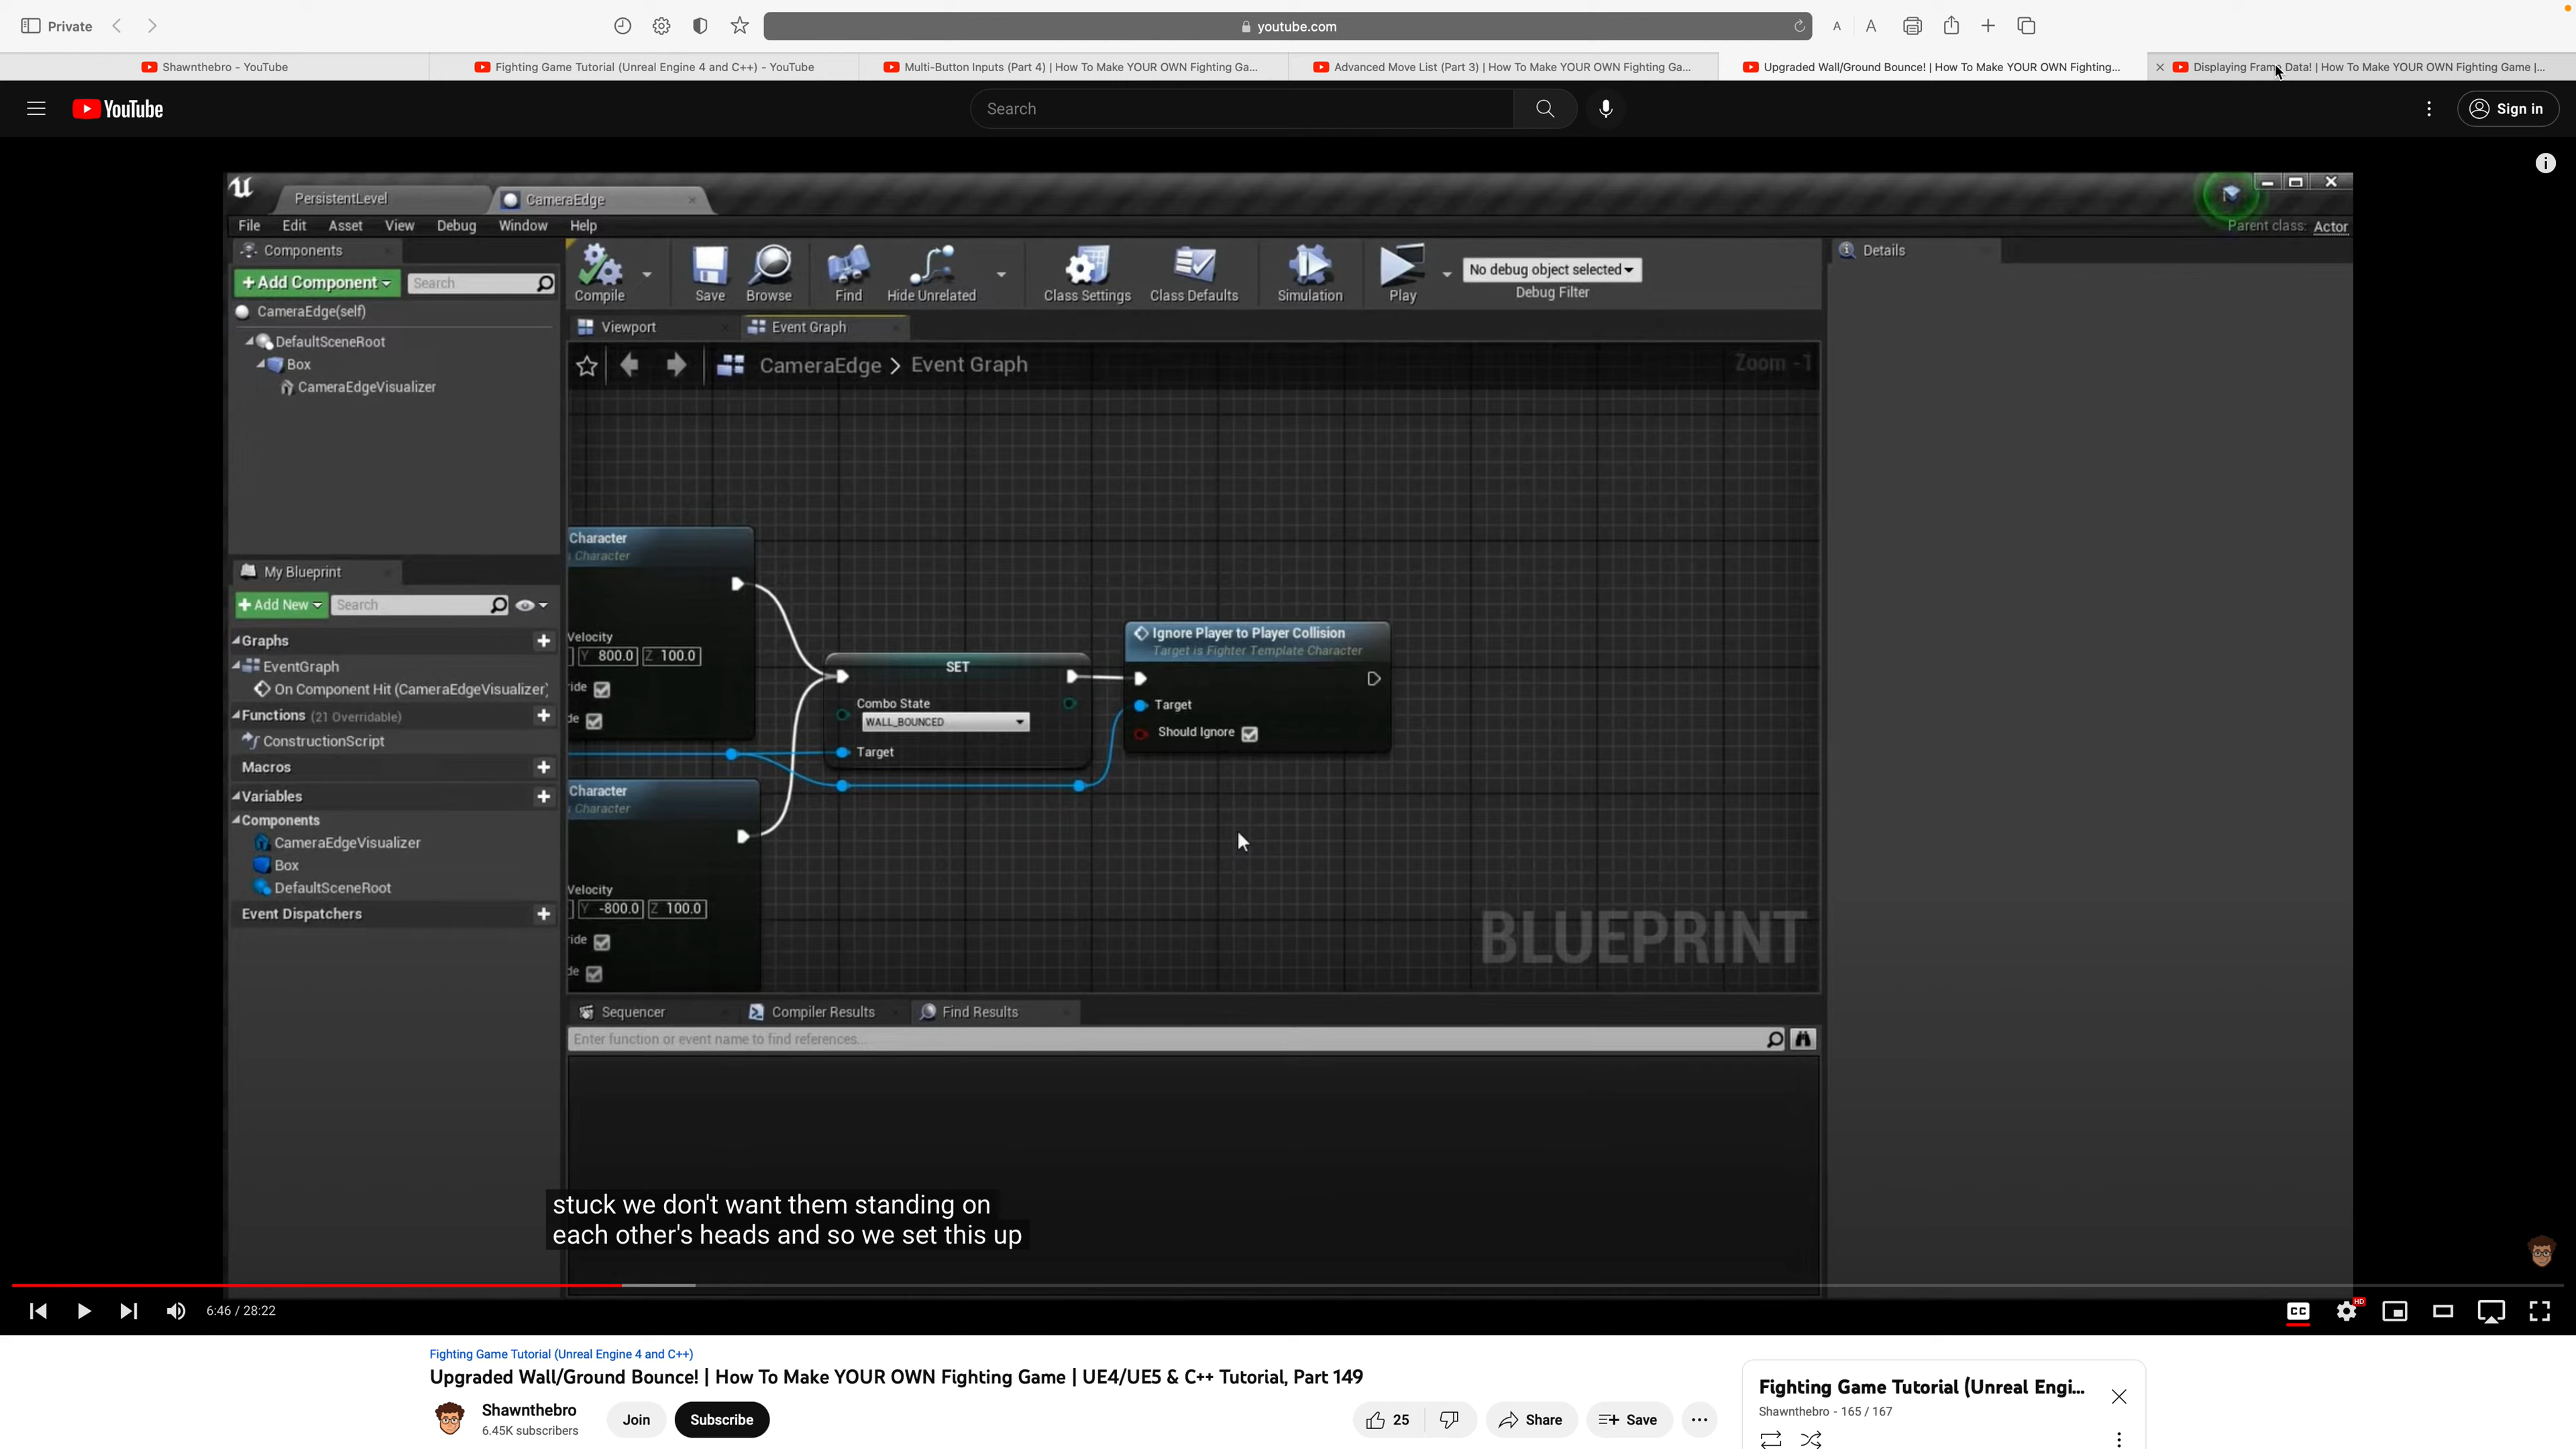 Private
youtube.com
A A
Shawnthebro - YouTube
Fighting Game Tutorial (Unreal Engine 4 and C++) - YouTube
Multi-Button Inputs (Part 4) | How To Make YOUR OWN Fighting Ga...
Advanced Move List (Part 3) | How To Make YOUR OWN Fighting Ga...
Upgraded Wall/Ground Bounce! | How To Make YOUR OWN Fighting...
Displaying Frame Data! | How To Make YOUR OWN Fighting Game |...
YouTube
Search
Sign in
PersistentLevel
CameraEdge
File Edit Asset View Debug Window Help
Parent class: Actor
Components
+Add Component
Search
CameraEdge(self)
DefaultSceneRoot
Box
CameraEdgeVisualizer
Compile
Save
Browse
Find
Hide Unrelated
Class Settings
Class Defaults
Simulation
Play
No debug object selected
Debug Filter
Details
Viewport
Event Graph
CameraEdge > Event Graph
Zoom -1
Character
Character
Velocity
Y 800.0 Z 100.0
ide
de
SET
Combo State
WALL_BOUNCED
Target
Ignore Player to Player Collision
Target is Fighter Template Character
Target
Should Ignore
Character
Character
Velocity
Y -800.0 Z 100.0
ide
de
BLUEPRINT
My Blueprint
+Add New
Search
Graphs
EventGraph
On Component Hit (CameraEdgeVisualizer)
Functions (21 Overridable)
ConstructionScript
Macros
Variables
Components
CameraEdgeVisualizer
Box
DefaultSceneRoot
Event Dispatchers
Sequencer
Compiler Results
Find Results
Enter function or event name to find references...
stuck we don't want them standing on
each other's heads and so we set this up
6:46 / 28:22
CC
HD
Fighting Game Tutorial (Unreal Engine 4 and C++)
Upgraded Wall/Ground Bounce! | How To Make YOUR OWN Fighting Game | UE4/UE5 & C++ Tutorial, Part 149
Shawnthebro
6.45K subscribers
Join
Subscribe
25
Share
Save
Fighting Game Tutorial (Unreal Engi...
Shawnthebro - 165 / 167